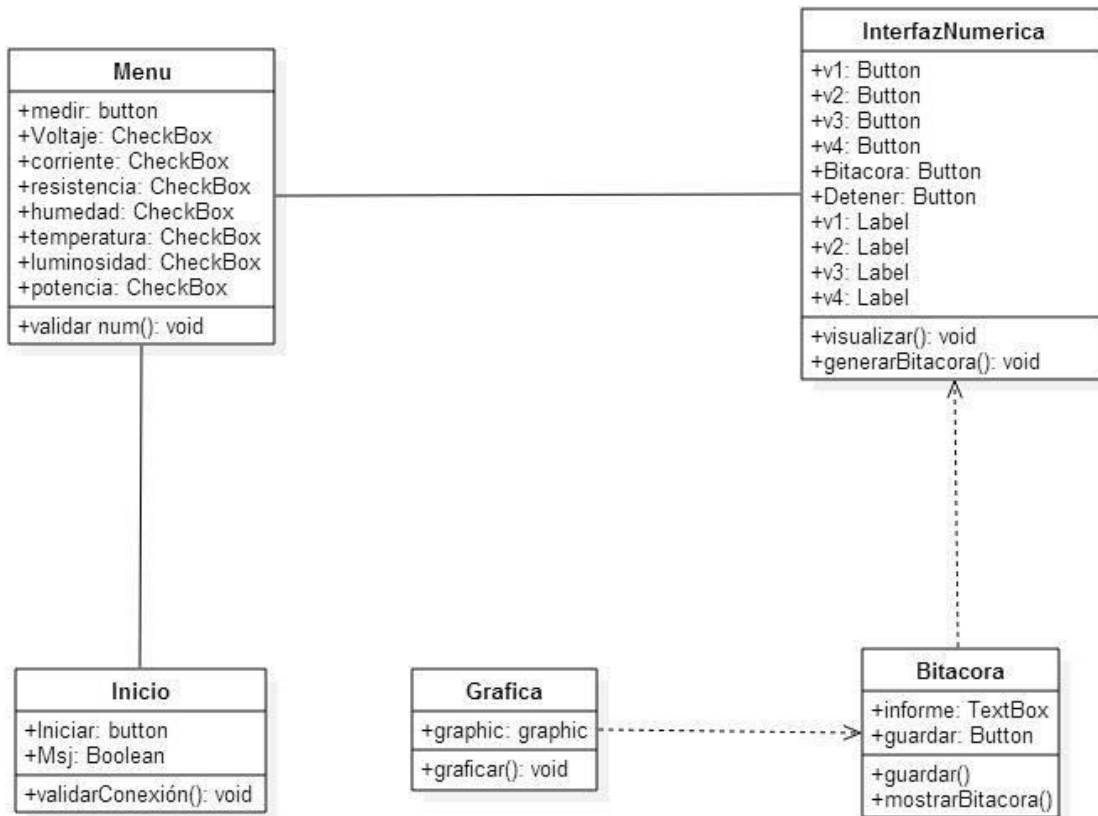 Menu
+medir: button
+Voltaje: CheckBox
+corriente: CheckBox
+resistencia: CheckBox
+humedad: CheckBox
+temperatura: CheckBox
+luminosidad: CheckBox
+potencia: CheckBox
+validar num(): void
InterfazNumerica
+v1: Button
+v2: Button
+v3: Button
+v4: Button
+Bitacora: Button
+Detener: Button
+v1: Label
+v2: Label
+v3: Label
+v4: Label
+visualizar(): void
+generarBitacora(): void
Inicio
+Iniciar: button
+Msj: Boolean
+validarConexión(): void
Grafica
+graphic: graphic
+graficar(): void
Bitacora
+informe: TextBox
+guardar: Button
+guardar()
+mostrarBitacora()